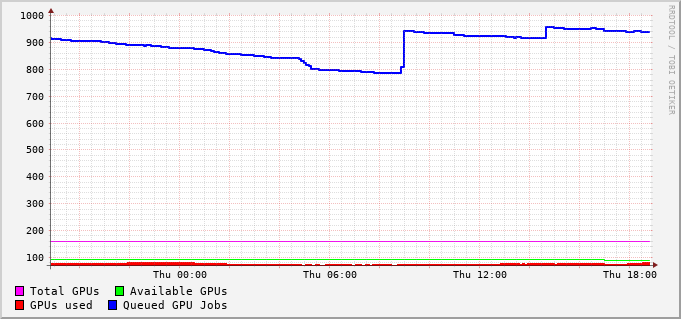 1000
900
800
700
600
500
400
300
200
100
Thu 00:00 Thu 06:00 Thu 12:00 Thu 18:00
Total GPUs Available GPUs
GPUs used Queued GPU Jobs
RRDTOOL / TOBI OETIKER